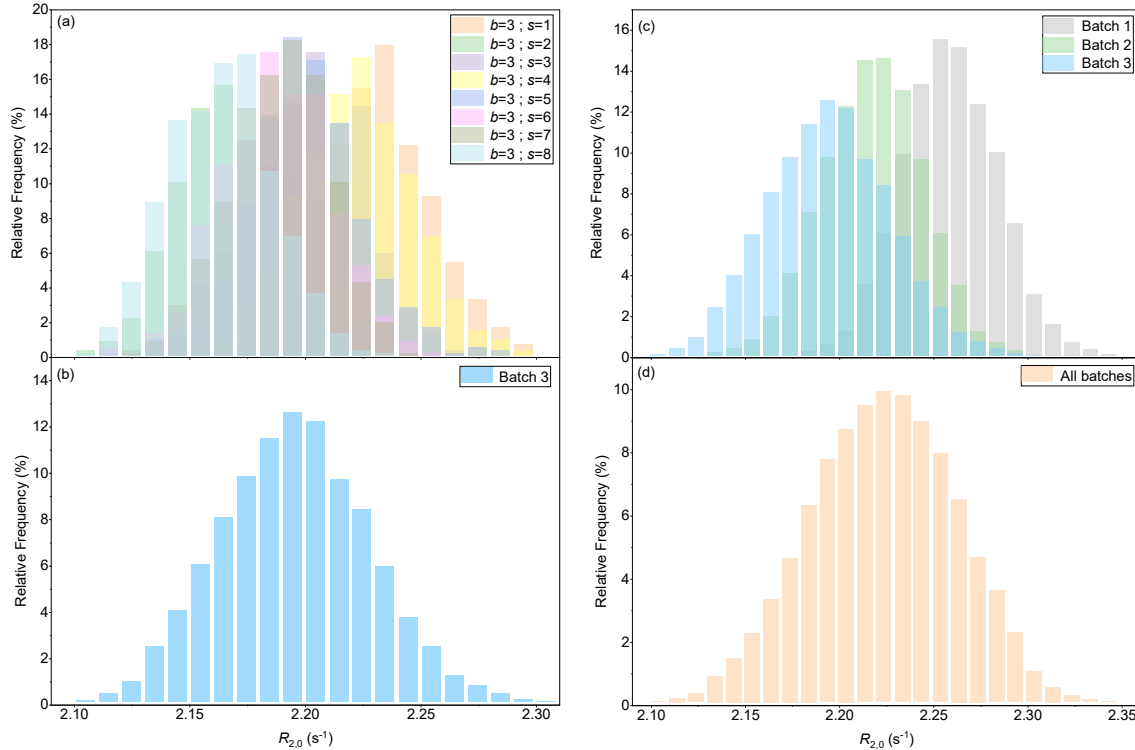 (a)
b=3 ; s=1
b=3 ; s=2
b=3 ; s=3
b=3 ; s=4
b=3 ; s=5
b=3 ; s=6
b=3 ; s=7
b=3 ; s=8
20
18
16
14
12
10
8
6
4
2
0
Relative Frequency (%)
(c)
Batch 1
Batch 2
Batch 3
16
14
12
10
8
6
4
2
0
Relative Frequency (%)
(b)
Batch 3
14
12
10
8
6
4
2
0
Relative Frequency (%)
2.10 2.15 2.20 2.25 2.30
R2,0 (s-1)
(d)
All batches
10
8
6
4
2
0
Relative Frequency (%)
2.10 2.15 2.20 2.25 2.30 2.35
R2,0 (s-1)